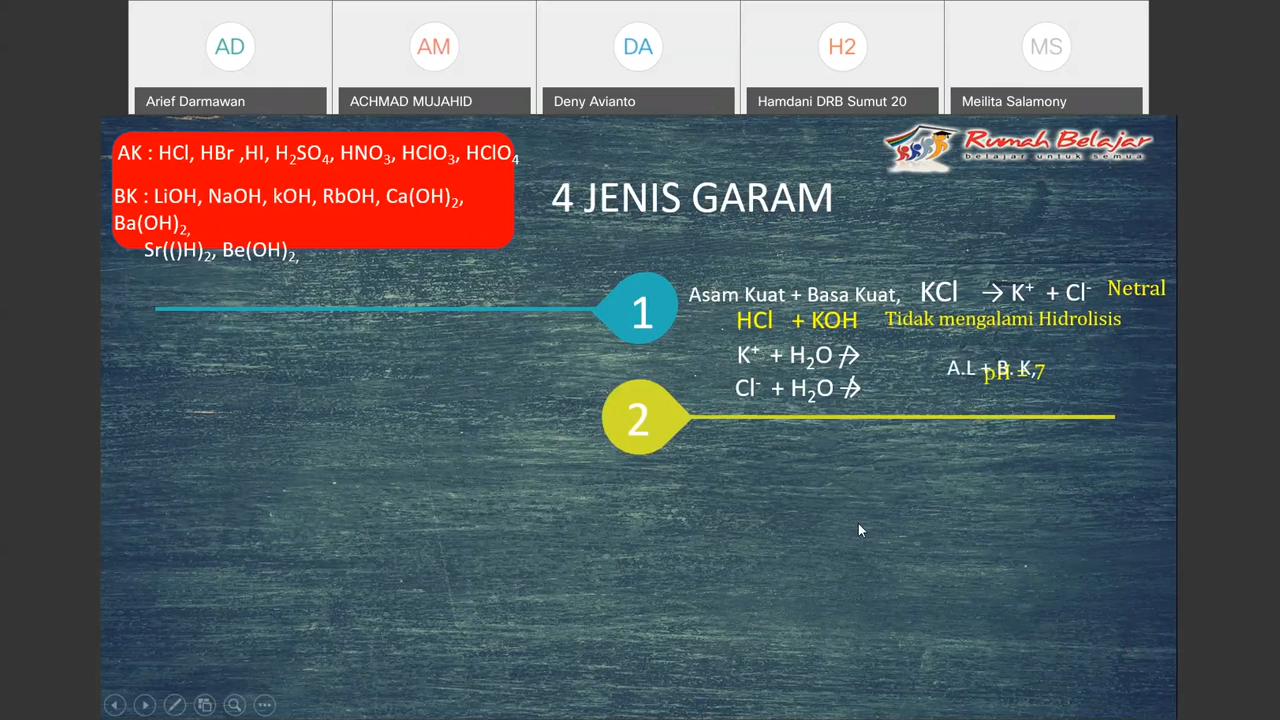 AD
AM
DA
H2
MS
Arief Darmawan
ACHMAD MUJAHID
Deny Avianto
Hamdani DRB Sumut 20
Meilita Salamony
AK : HCl, HBr ,HI, H₂SO₄, HNO₃, HClO₃, HClO₄
BK : LiOH, NaOH, kOH, RbOH, Ca(OH)₂,
Ba(OH)₂,
Sr(()H)₂, Be(OH)₂,
Rumah Belajar
belajar untuk semua
4 JENIS GARAM
1
Asam Kuat + Basa Kuat, KCl → K⁺ + Cl⁻ Netral
HCl + KOH Tidak mengalami Hidrolisis
K⁺ + H₂O ↛
A.L + B. K,
pH = 7
Cl⁻ + H₂O ↛
2